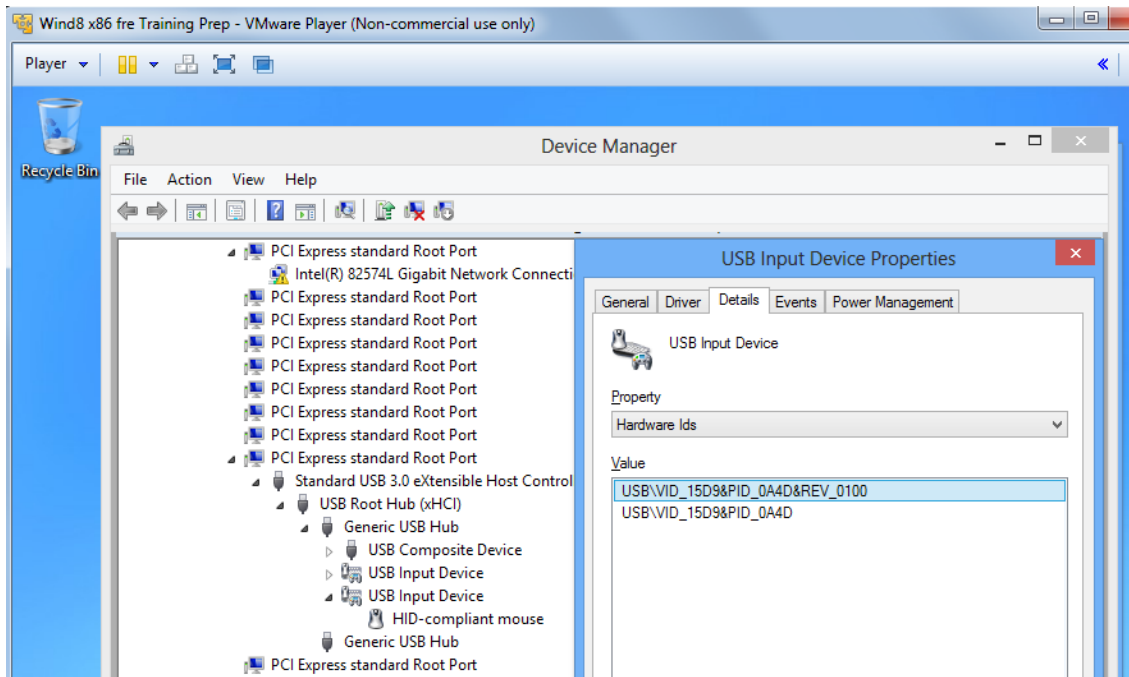 Wind8 x86 fre Training Prep - VMware Player (Non-commercial use only)
Player
Recycle Bin
Device Manager
File Action View Help
PCI Express standard Root Port
Intel(R) 82574L Gigabit Network Connecti
PCI Express standard Root Port
PCI Express standard Root Port
PCI Express standard Root Port
PCI Express standard Root Port
PCI Express standard Root Port
PCI Express standard Root Port
PCI Express standard Root Port
PCI Express standard Root Port
Standard USB 3.0 eXtensible Host Control
USB Root Hub (xHCI)
Generic USB Hub
USB Composite Device
USB Input Device
USB Input Device
HID-compliant mouse
Generic USB Hub
PCI Express standard Root Port
USB Input Device Properties
General Driver Details Events Power Management
USB Input Device
Property
Hardware Ids
Value
USB\VID_15D9&PID_0A4D&REV_0100
USB\VID_15D9&PID_0A4D